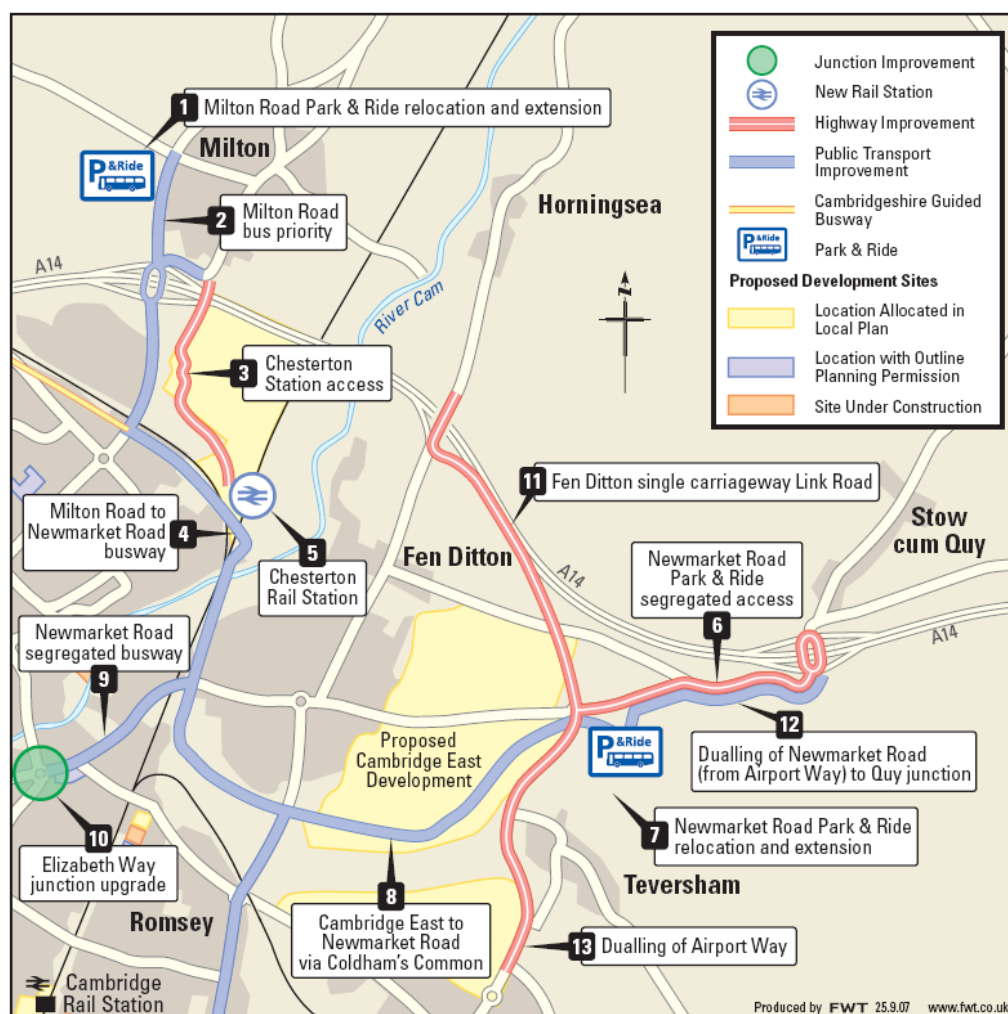 1 Milton Road Park & Ride relocation and extension
P &Ride
Milton
2 Milton Road
bus priority
Horningsea
A14
River Cam
3 Chesterton
Station access
Junction Improvement
New Rail Station
Highway Improvement
Public Transport
Improvement
Cambridgeshire Guided
Busway
P &Ride
Park & Ride
Proposed Development Sites
Location Allocated in
Local Plan
Location with Outline
Planning Permission
Site Under Construction
n
Milton Road to
Newmarket Road
busway
4
5
Chesterton
Rail Station
11 Fen Ditton single carriageway Link Road
Fen Ditton
A14
Stow
cum Quy
Newmarket Road
Park & Ride
segregated access
6
A14
Newmarket Road
segregated busway
9
Proposed
Cambridge East
Development
P &Ride
12
Dualling of Newmarket Road
(from Airport Way) to Quy junction
10
Elizabeth Way
junction upgrade
7 Newmarket Road Park & Ride
relocation and extension
Teversham
Romsey
8
Cambridge East to
Newmarket Road
via Coldham's Common
13 Dualling of Airport Way
Cambridge
Rail Station
Produced by FWT 25.9.07 www.fwt.co.uk